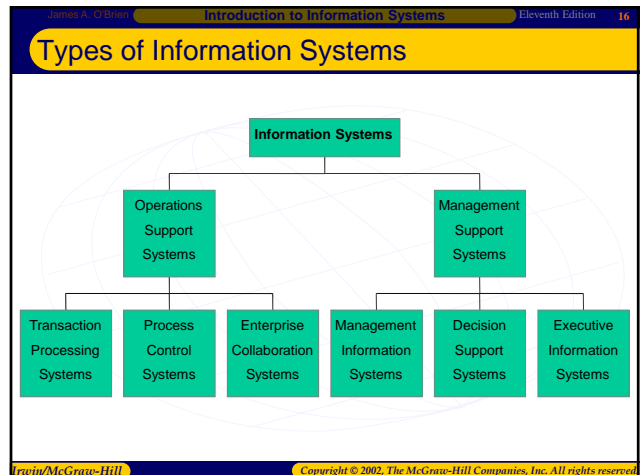 James A. O'Brien Introduction to Information Systems Eleventh Edition 16
Types of Information Systems
Information Systems
Operations
Support
Systems
Management
Support
Systems
Transaction
Processing
Systems
Process
Control
Systems
Enterprise
Collaboration
Systems
Management
Information
Systems
Decision
Support
Systems
Executive
Information
Systems
Irwin/McGraw-Hill Copyright © 2002, The McGraw-Hill Companies, Inc. All rights reserved